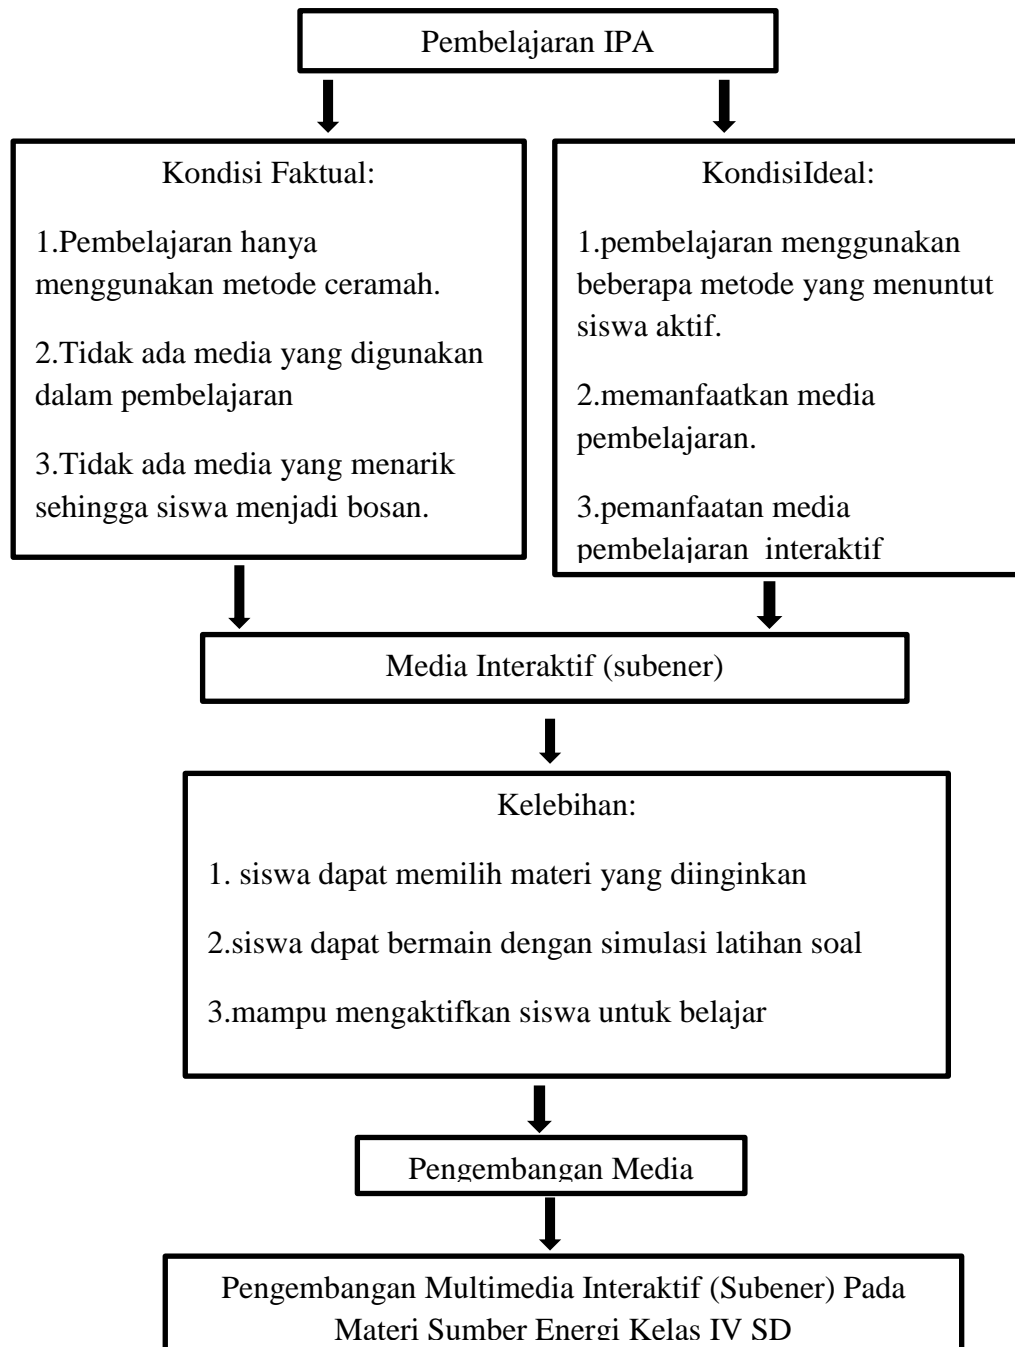 Pembelajaran IPA
Kondisi Faktual:
1.Pembelajaran hanya
menggunakan metode ceramah.
2.Tidak ada media yang digunakan
dalam pembelajaran
3.Tidak ada media yang menarik
sehingga siswa menjadi bosan.
KondisiIdeal:
1.pembelajaran menggunakan
beberapa metode yang menuntut
siswa aktif.
2.memanfaatkan media
pembelajaran.
3.pemanfaatan media
pembelajaran interaktif
Media Interaktif (subener)
Kelebihan:
1. siswa dapat memilih materi yang diinginkan
2.siswa dapat bermain dengan simulasi latihan soal
3.mampu mengaktifkan siswa untuk belajar
Pengembangan Media
Pengembangan Multimedia Interaktif (Subener) Pada
Materi Sumber Energi Kelas IV SD